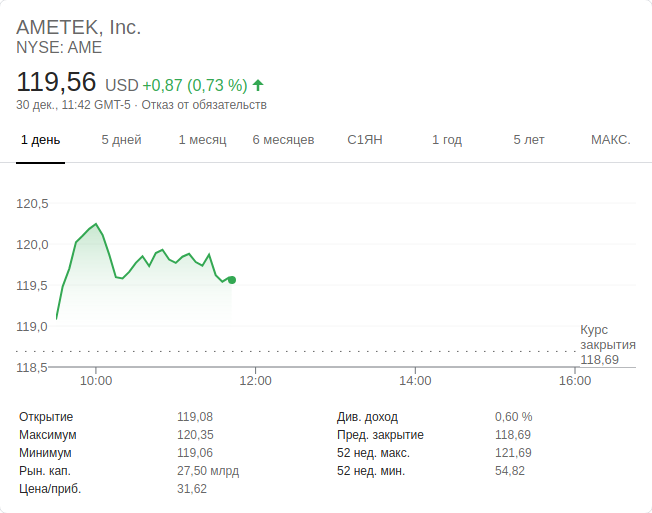 AMETEK, Inc.
NYSE: AME
119,56 USD +0,87 (0,73 %)
30 дек., 11:42 GMT-5 · Отказ от обязательств
1 день 5 дней 1 месяц 6 месяцев С1ЯН 1 год 5 лет МАКС.
120,5
120,0
119,5
119,0
118,5
Курс
закрытия
118,69
10:00 12:00 14:00 16:00
Открытие 119,08
Максимум 120,35
Минимум 119,06
Рын. кап. 27,50 млрд
Цена/приб. 31,62
Див. доход 0,60 %
Пред. закрытие 118,69
52 нед. макс. 121,69
52 нед. мин. 54,82